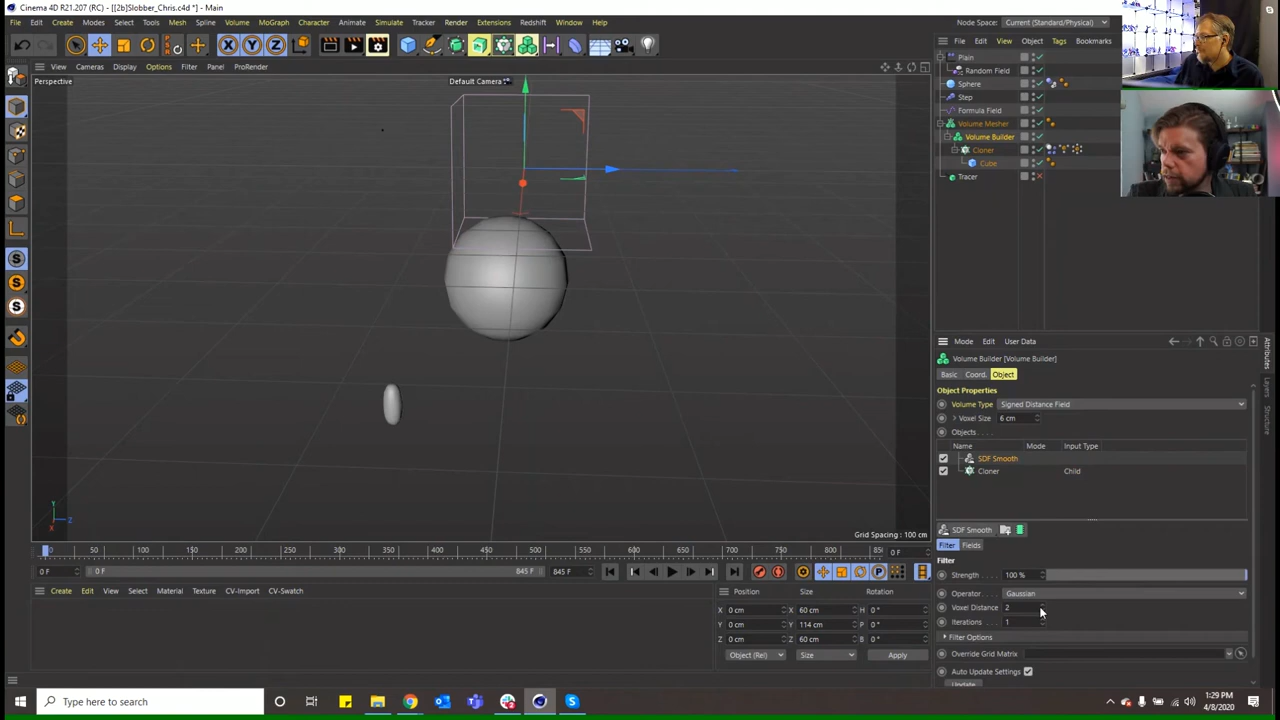 Cinema 4D R21.207 (RC) - [[2b]Slobber_Chris.c4d *] - Main
File Edit Create Modes Select Tools Mesh Spline Volume MoGraph Character Animate Simulate Tracker Render Extensions Redshift Window Help
Node Space: Current (Standard/Physical)
X Y Z
File Edit View Object Tags Bookmarks
View Cameras Display Options Filter Panel ProRender
Perspective
Default Camera
Plain
Random Field
Sphere
Step
Formula Field
Volume Mesher
Volume Builder
Cloner
Cube
Tracer
Mode Edit User Data
Volume Builder [Volume Builder]
Basic Coord. Object
Object Properties
Volume Type Signed Distance Field
Voxel Size 6 cm
Objects . . . .
Name Mode Input Type
SDF Smooth
Cloner Child
SDF Smooth
Filter Fields
Filter
Strength . . . . 100 %
Operator . . . . Gaussian
Voxel Distance 2
Iterations . . . 1
Filter Options
Override Grid Matrix
Auto Update Settings
Update
Attributes
Layers
Structure
Y
X
Z
Grid Spacing : 100 cm
0 50 100 150 200 250 300 350 400 450 500 550 600 650 700 750 800 850
0 F
0 F 0 F 845 F 845 F
Create Edit View Select Material Texture CV-Import CV-Swatch
Position Size Rotation
X 0 cm X 60 cm H 0 °
Y 0 cm Y 114 cm P 0 °
Z 0 cm Z 60 cm B 0 °
Object (Rel) Size Apply
Type here to search
1:29 PM
4/8/2020